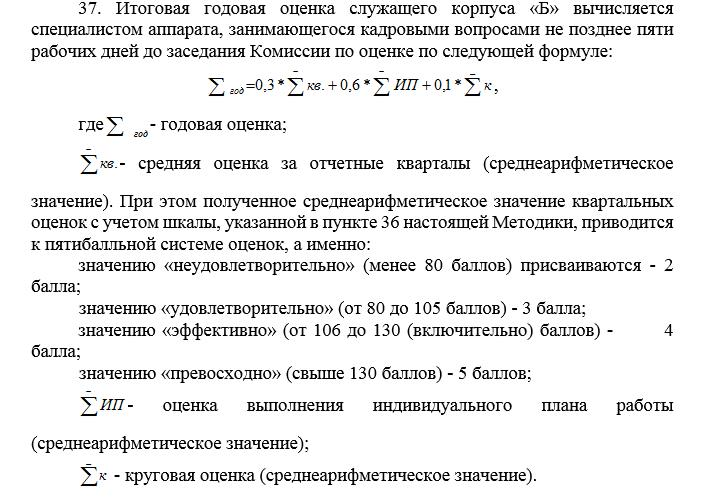 37. Итоговая годовая оценка служащего корпуса «Б» вычисляется
специалистом аппарата, занимающегося кадровыми вопросами не позднее пяти
рабочих дней до заседания Комиссии по оценке по следующей формуле:
∑ год =0,3 * ∑̄ кв. + 0,6 * ∑̄ ИП + 0,1 * ∑̄ к ,
где ∑ год - годовая оценка;
∑̄ кв. - средняя оценка за отчетные кварталы (среднеарифметическое
значение). При этом полученное среднеарифметическое значение квартальных
оценок с учетом шкалы, указанной в пункте 36 настоящей Методики, приводится
к пятибалльной системе оценок, а именно:
значению «неудовлетворительно» (менее 80 баллов) присваиваются - 2
балла;
значению «удовлетворительно» (от 80 до 105 баллов) - 3 балла;
значению «эффективно» (от 106 до 130 (включительно) баллов) - 4
балла;
значению «превосходно» (свыше 130 баллов) - 5 баллов;
∑̄ ИП - оценка выполнения индивидуального плана работы
(среднеарифметическое значение);
∑̄ к - круговая оценка (среднеарифметическое значение).